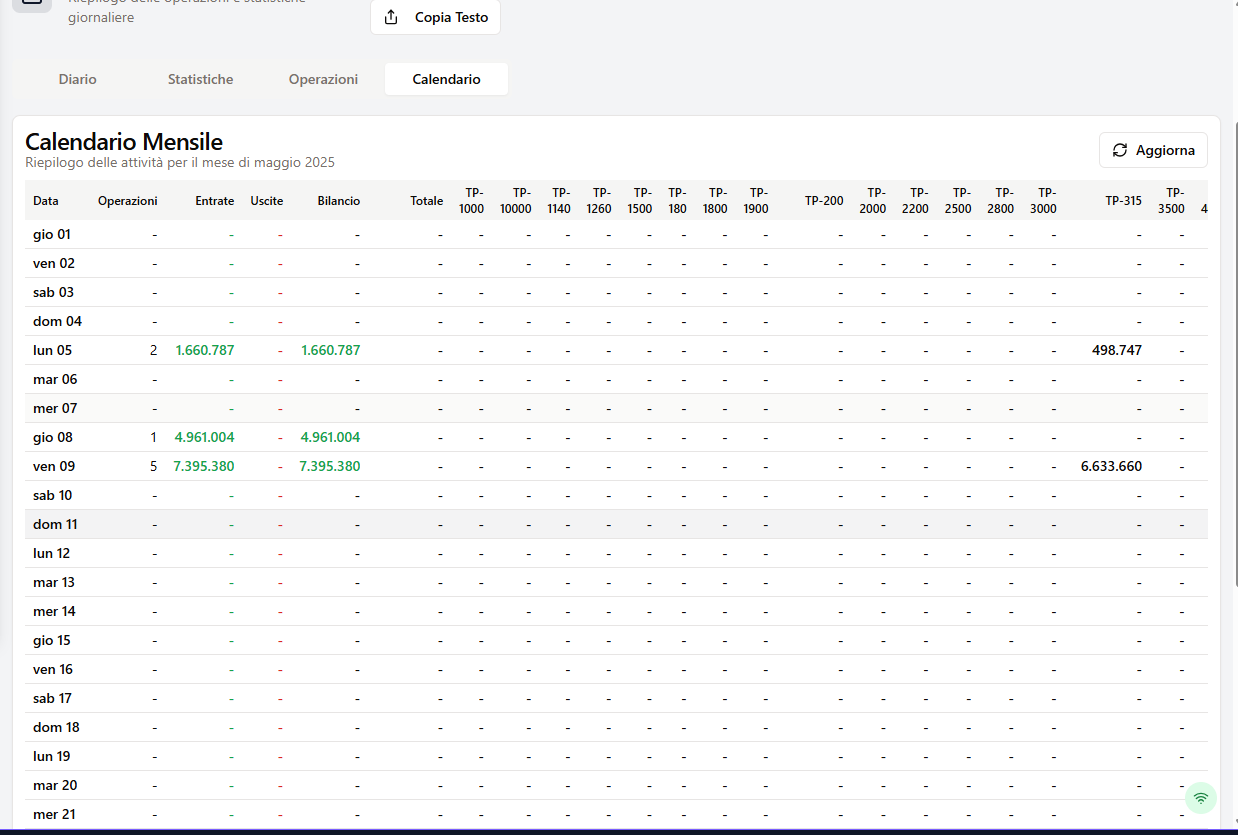 Riepilogo delle operazioni e statistiche
giornaliere
Copia Testo
Diario Statistiche Operazioni Calendario
Calendario Mensile
Riepilogo delle attività per il mese di maggio 2025
Aggiorna
Data Operazioni Entrate Uscite Bilancio Totale TP-1000 TP-10000 TP-1140 TP-1260 TP-1500 TP-180 TP-1800 TP-1900 TP-200 TP-2000 TP-2200 TP-2500 TP-2800 TP-3000 TP-315 TP-3500 4
gio 01 - - - - - - - - - - - - - - - - - - - - -
ven 02 - - - - - - - - - - - - - - - - - - - - -
sab 03 - - - - - - - - - - - - - - - - - - - - -
dom 04 - - - - - - - - - - - - - - - - - - - - -
lun 05 2 1.660.787 - 1.660.787 - - - - - - - - - - - - - - - 498.747 -
mar 06 - - - - - - - - - - - - - - - - - - - - -
mer 07 - - - - - - - - - - - - - - - - - - - - -
gio 08 1 4.961.004 - 4.961.004 - - - - - - - - - - - - - - - - -
ven 09 5 7.395.380 - 7.395.380 - - - - - - - - - - - - - - - 6.633.660 -
sab 10 - - - - - - - - - - - - - - - - - - - - -
dom 11 - - - - - - - - - - - - - - - - - - - - -
lun 12 - - - - - - - - - - - - - - - - - - - - -
mar 13 - - - - - - - - - - - - - - - - - - - - -
mer 14 - - - - - - - - - - - - - - - - - - - - -
gio 15 - - - - - - - - - - - - - - - - - - - - -
ven 16 - - - - - - - - - - - - - - - - - - - - -
sab 17 - - - - - - - - - - - - - - - - - - - - -
dom 18 - - - - - - - - - - - - - - - - - - - - -
lun 19 - - - - - - - - - - - - - - - - - - - - -
mar 20 - - - - - - - - - - - - - - - - - - - - -
mer 21 - - - - - - - - - - - - - - - - - - - - -